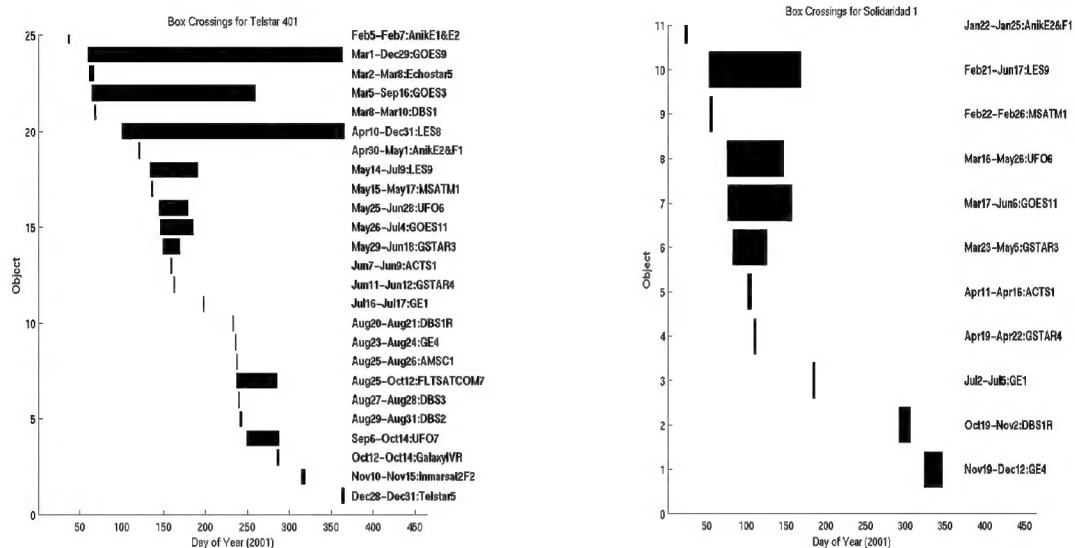 Box Crossings for Telstar 401
25
20
15
10
5
0
Object
Feb5-Feb7:AnikE1&E2
Mar1-Dec29:GOES9
Mar2-Mar8:Echostar5
Mar5-Sep16:GOES3
Mar8-Mar10:DBS1
Apr10-Dec31:LES8
Apr30-May1:AnikE2&F1
May14-Jul9:LES9
May15-May17:MSATM1
May25-Jun28:UFO6
May26-Jul4:GOES11
May29-Jun18:GSTAR3
Jun7-Jun9:ACTS1
Jun11-Jun12:GSTAR4
Jul16-Jul17:GE1
Aug20-Aug21:DBS1R
Aug23-Aug24:GE4
Aug25-Aug26:AMSC1
Aug25-Oct12:FLTSATCOM7
Aug27-Aug28:DBS3
Aug29-Aug31:DBS2
Sep6-Oct14:UFO7
Oct12-Oct14:GalaxyIVR
Nov10-Nov15:Inmarsat2F2
Dec28-Dec31:Telstar5
50 100 150 200 250 300 350 400 450
Day of Year (2001)
Box Crossings for Solidaridad 1
11
10
9
8
7
6
5
4
3
2
1
0
Object
Jan22-Jan25:AnikE2&F1
Feb21-Jun17:LES9
Feb22-Feb26:MSATM1
Mar16-May26:UFO6
Mar17-Jun6:GOES11
Mar23-May5:GSTAR3
Apr11-Apr16:ACTS1
Apr19-Apr22:GSTAR4
Jul2-Jul5:GE1
Oct19-Nov2:DBS1R
Nov19-Dec12:GE4
50 100 150 200 250 300 350 400 450
Day of Year (2001)